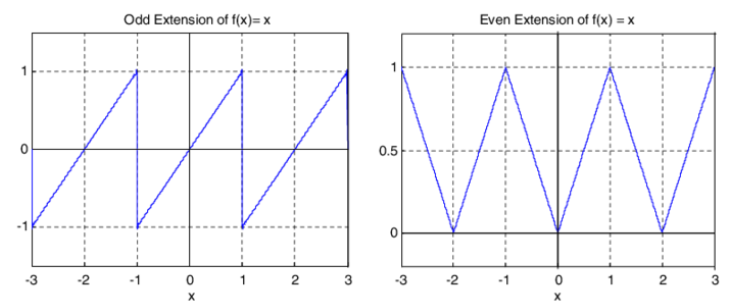 Odd Extension of f(x)= x
1
0
-1
-3 -2 -1 0 1 2 3
x
Even Extension of f(x) = x
1
0.5
0
-3 -2 -1 0 1 2 3
x